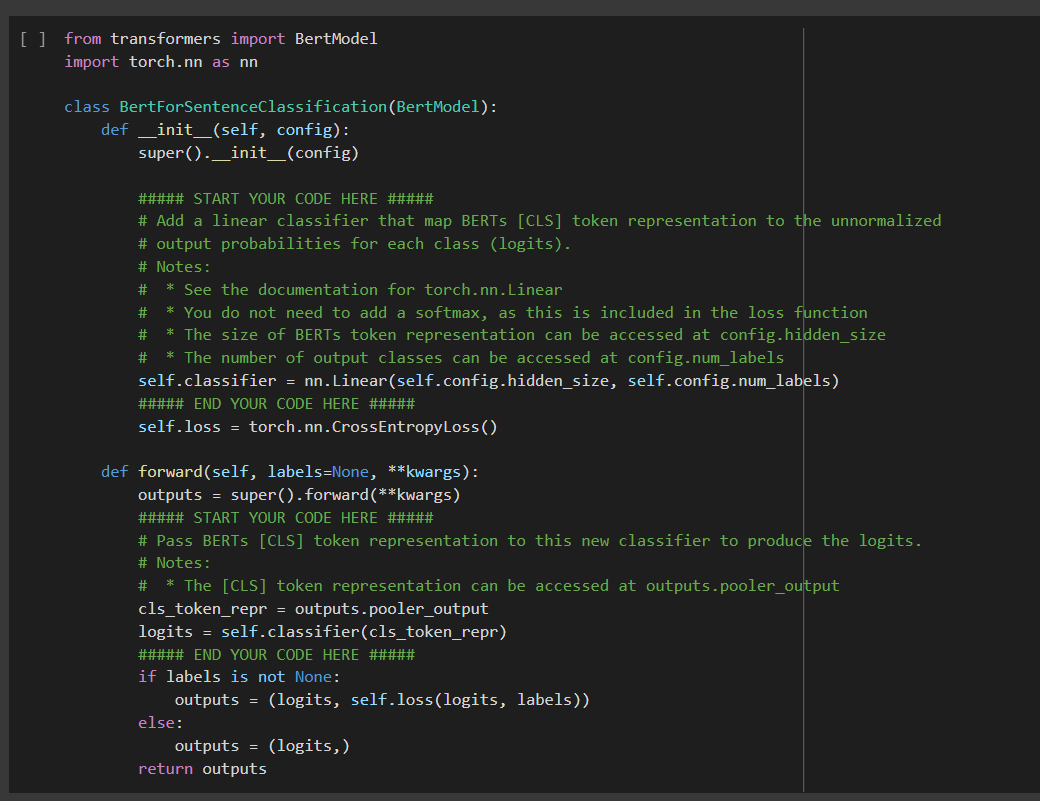 [ ] from transformers import BertModel
import torch.nn as nn

class BertForSentenceClassification(BertModel):
    def __init__(self, config):
        super().__init__(config)

        ##### START YOUR CODE HERE #####
        # Add a linear classifier that map BERTs [CLS] token representation to the unnormalized
        # output probabilities for each class (logits).
        # Notes:
        #  * See the documentation for torch.nn.Linear
        #  * You do not need to add a softmax, as this is included in the loss function
        #  * The size of BERTs token representation can be accessed at config.hidden_size
        #  * The number of output classes can be accessed at config.num_labels
        self.classifier = nn.Linear(self.config.hidden_size, self.config.num_labels)
        ##### END YOUR CODE HERE #####
        self.loss = torch.nn.CrossEntropyLoss()

    def forward(self, labels=None, **kwargs):
        outputs = super().forward(**kwargs)
        ##### START YOUR CODE HERE #####
        # Pass BERTs [CLS] token representation to this new classifier to produce the logits.
        # Notes:
        #  * The [CLS] token representation can be accessed at outputs.pooler_output
        cls_token_repr = outputs.pooler_output
        logits = self.classifier(cls_token_repr)
        ##### END YOUR CODE HERE #####
        if labels is not None:
            outputs = (logits, self.loss(logits, labels))
        else:
            outputs = (logits,)
        return outputs